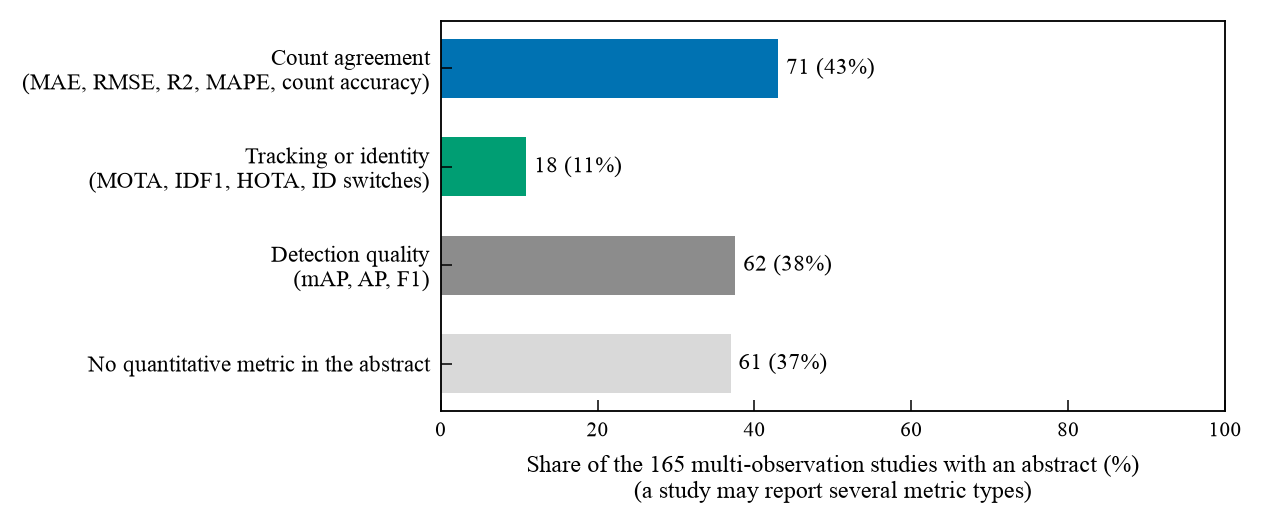 Count agreement
(MAE, RMSE, R2, MAPE, count accuracy)
71 (43%)
Tracking or identity
(MOTA, IDF1, HOTA, ID switches)
18 (11%)
Detection quality
(mAP, AP, F1)
62 (38%)
No quantitative metric in the abstract
61 (37%)
0 20 40 60 80 100
Share of the 165 multi-observation studies with an abstract (%)
(a study may report several metric types)